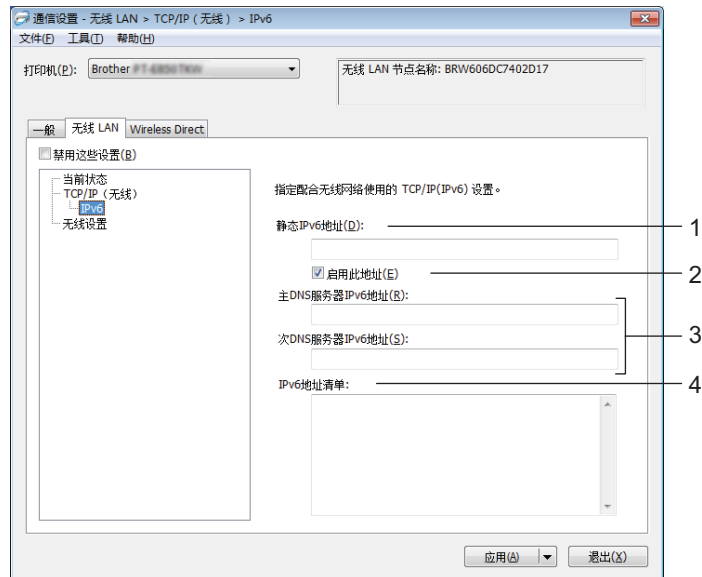 通信设置 - 无线 LAN > TCP/IP ( 无线 ) > IPv6
文件(F) 工具(T) 帮助(H)
打印机(P): Brother
无线 LAN 节点名称: BRW606DC7402D17
一般 无线 LAN Wireless Direct
禁用这些设置(B)
当前状态
TCP/IP ( 无线 )
IPv6
无线设置
指定配合无线网络使用的 TCP/IP(IPv6) 设置。
静态IPv6地址(D): 1
启用此地址(E) 2
主DNS服务器IPv6地址(R):
3
次DNS服务器IPv6地址(S):
IPv6地址清单: 4
应用(A) 退出(X)